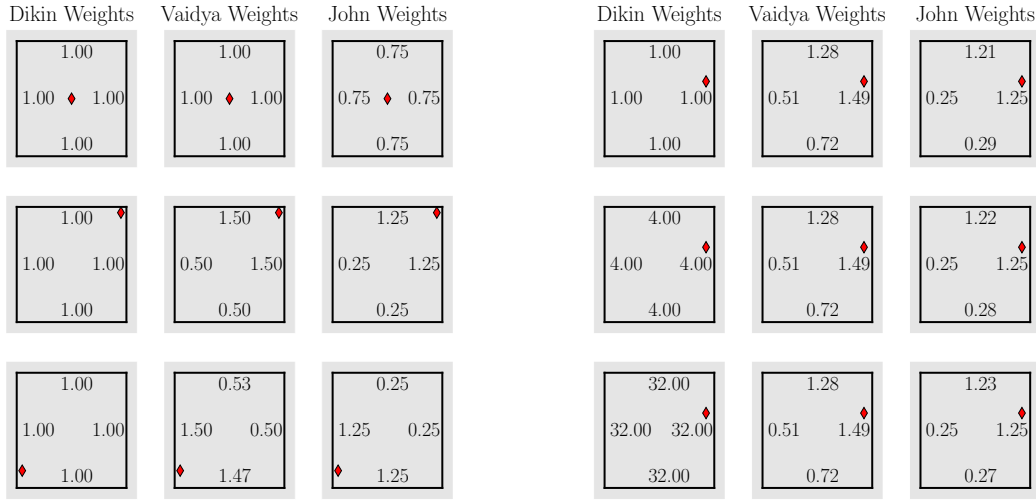 Dikin Weights Vaidya Weights John Weights Dikin Weights Vaidya Weights John Weights
1.00 1.00 0.75 1.00 1.28 1.21
1.00 1.00 1.00 1.00 0.75 0.75 1.00 1.00 0.51 1.49 0.25 1.25
1.00 1.00 0.75 1.00 0.72 0.29
1.00 1.50 1.25 4.00 1.28 1.22
1.00 1.00 0.50 1.50 0.25 1.25 4.00 4.00 0.51 1.49 0.25 1.25
1.00 0.50 0.25 4.00 0.72 0.28
1.00 0.53 0.25 32.00 1.28 1.23
1.00 1.00 1.50 0.50 1.25 0.25 32.00 32.00 0.51 1.49 0.25 1.25
1.00 1.47 1.25 32.00 0.72 0.27